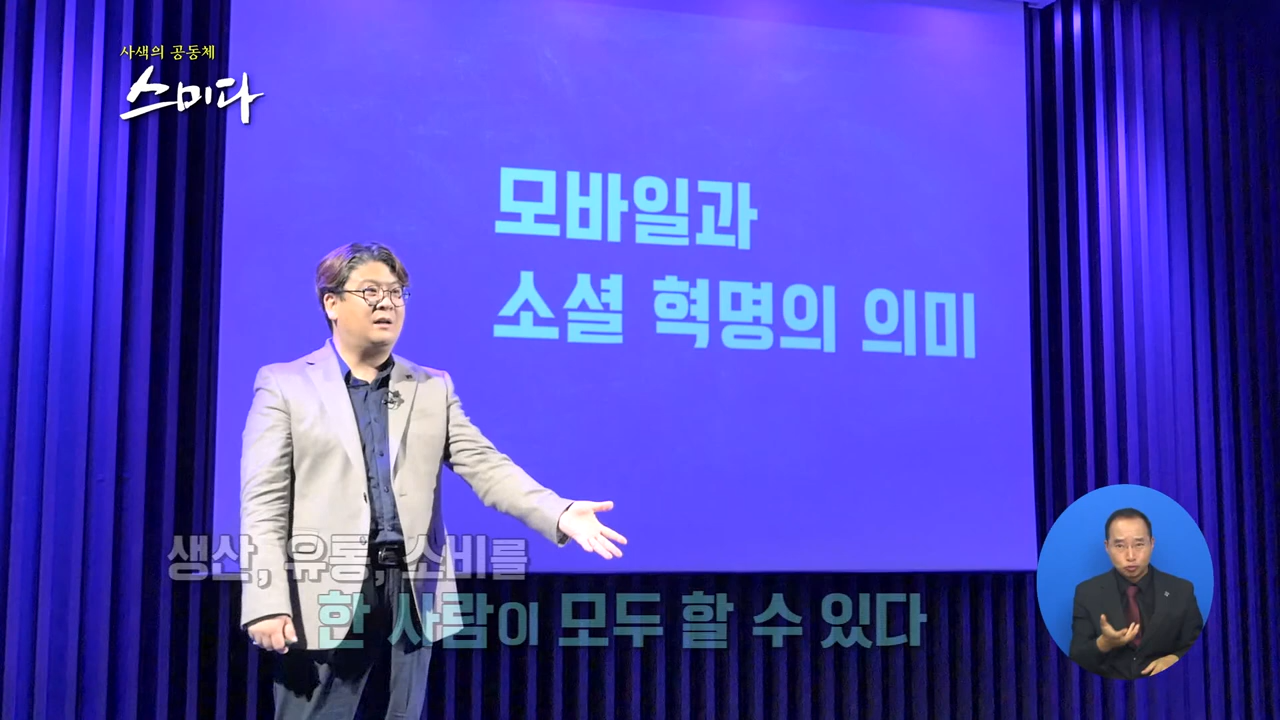 사색의 공동체
스미다
모바일과
소셜 혁명의 의미
생산, 유통, 소비를
한 사람이 모두 할 수 있다